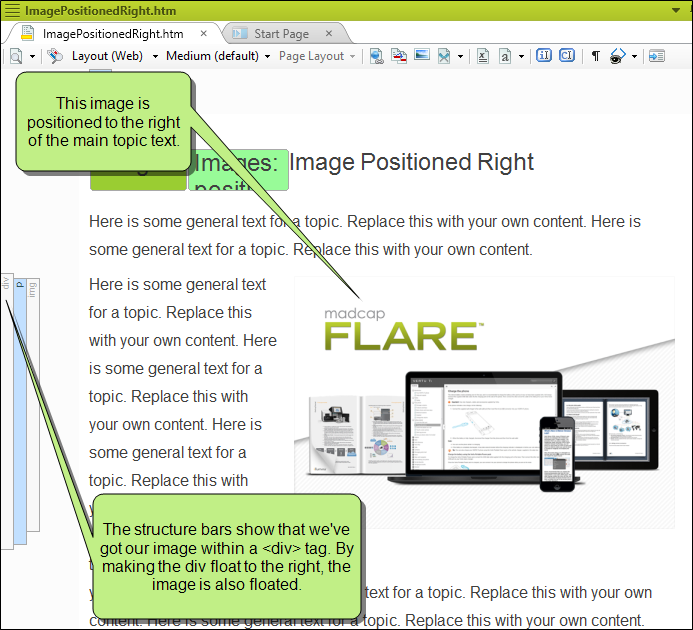 ImagePositionedRight.htm
ImagePositionedRight.htm × Start Page ×
Layout (Web) Medium (default) Page Layout
This image is
positioned to the right
of the main topic text.
Images: Image Positioned Right
Here is some general text for a topic. Replace this with your own content. Here is
some general text for a topic. Replace this with your own content.
div p img
Here is some general text
for a topic. Replace this
with your own content. Here
is some general text for a
topic. Replace this with
your own content. Here is
some general text for a
topic. Replace this with
madcap
FLARE™
The structure bars show that we've
got our image within a <div> tag. By
making the div float to the right, the
image is also floated.
text for a topic. Replace this with your own
content. Here is some general text for a topic. Replace this with your own content.